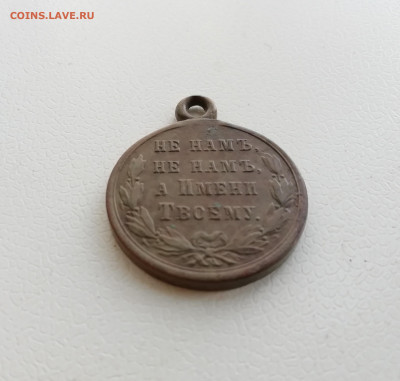 COINS.LAVE.RU
НЕ НАМЪ,
НЕ НАМЪ,
А ИМЕНИ
ТВОЕМУ.